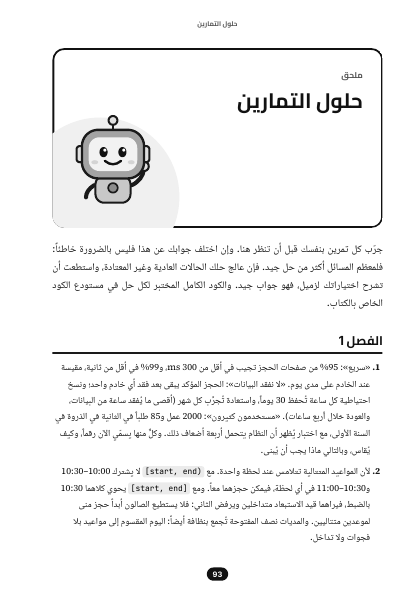 حلول التمارين
ملحق
حلول التمارين
جرّب كل تمرين بنفسك قبل أن تنظر هنا. وإن اختلف جوابك عن هذا فليس بالضرورة خاطئاً:
فلمعظم المسائل أكثر من حل جيد. فإن عالج حلك الحالات العادية وغير المعتادة، واستطعت أن
تشرح اختياراتك لزميل، فهو جواب جيد. والكود الكامل المختبر لكل حل في مستودع الكود
الخاص بالكتاب.
الفصل 1
1. «سريع»: 95% من صفحات الحجز تجيب في أقل من 300 ms، و99% في أقل من ثانية، مقيسة
عند الخادم على مدى يوم. «لا نفقد البيانات»: الحجز المؤكد يبقى بعد فقد أي خادم واحد؛ ونسخ
احتياطية كل ساعة تُحفظ 30 يوماً، واستعادة تُجرَّب كل شهر (أقصى ما يُفقد ساعة من البيانات،
والعودة خلال أربع ساعات). «مستخدمون كثيرون»: 2000 عمل و85 طلباً في الثانية في الذروة في
السنة الأولى، مع اختبار يُظهر أن النظام يتحمل أربعة أضعاف ذلك. وكلٌّ منها يسمّي الآن رقماً، وكيف
يُقاس، وبالتالي ماذا يجب أن يُبنى.
2. لأن المواعيد المتتالية تتلامس عند لحظة واحدة. مع [start, end) لا يشترك 10:00–10:30
و10:30–11:00 في أي لحظة، فيمكن حجزهما معاً. ومع [start, end] يحوي كلاهما 10:30
بالضبط، فيراهما قيد الاستبعاد متداخلين ويرفض الثاني: فلا يستطيع الصالون أبداً حجز منى
لموعدين متتاليين. والمديات نصف المفتوحة تُجمع بنظافة أيضاً: اليوم المقسوم إلى مواعيد بلا
فجوات ولا تداخل.
93